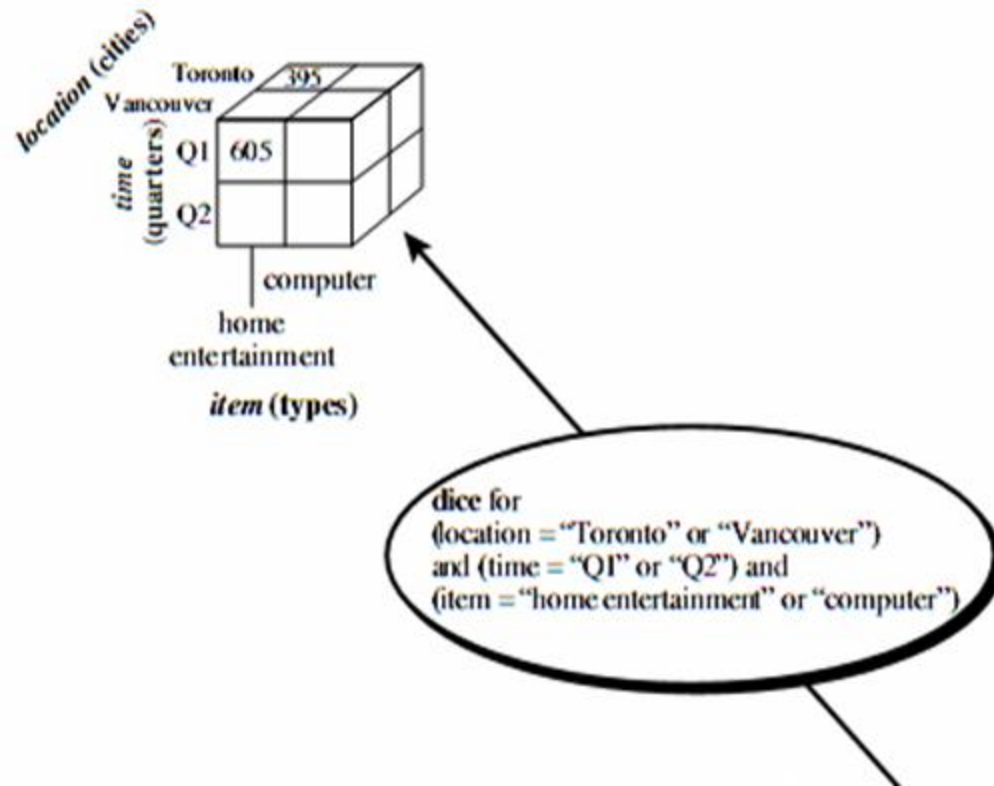 location (cities)
Toronto 395
Vancouver
time
(quarters)
Q1 605
Q2
computer
home
entertainment
item (types)
dice for
(location = “Toronto” or “Vancouver”)
and (time = “Q1” or “Q2”) and
(item = “home entertainment” or “computer”)